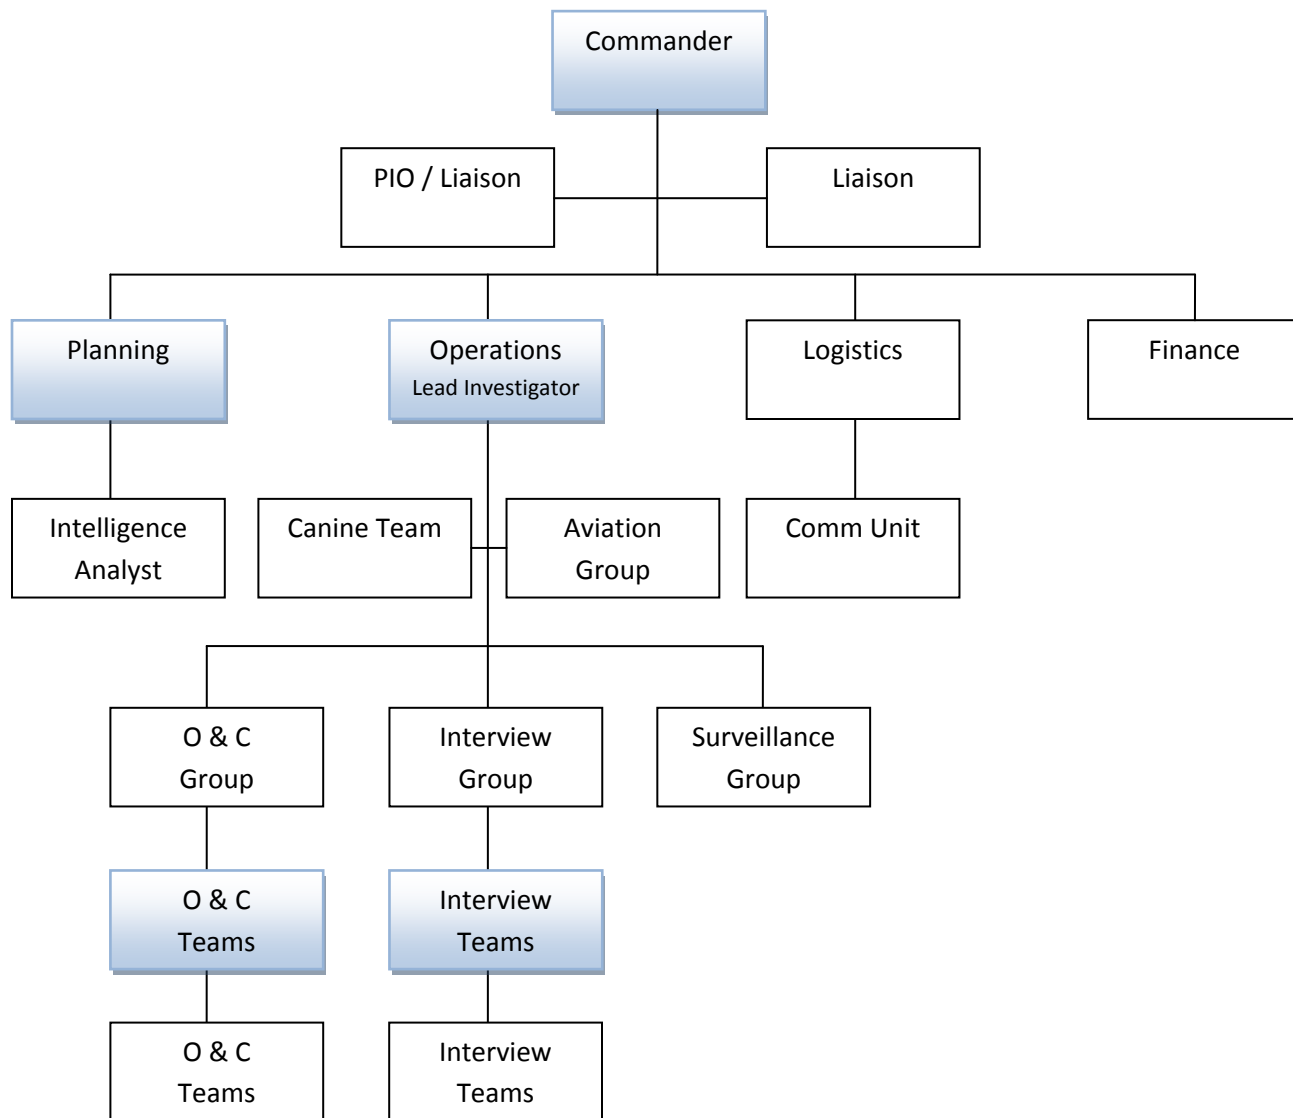 Commander
PIO / Liaison
Liaison
Planning
Operations
Lead Investigator
Logistics
Finance
Intelligence
Analyst
Canine Team
Aviation
Group
Comm Unit
O & C
Group
Interview
Group
Surveillance
Group
O & C
Teams
Interview
Teams
O & C
Teams
Interview
Teams